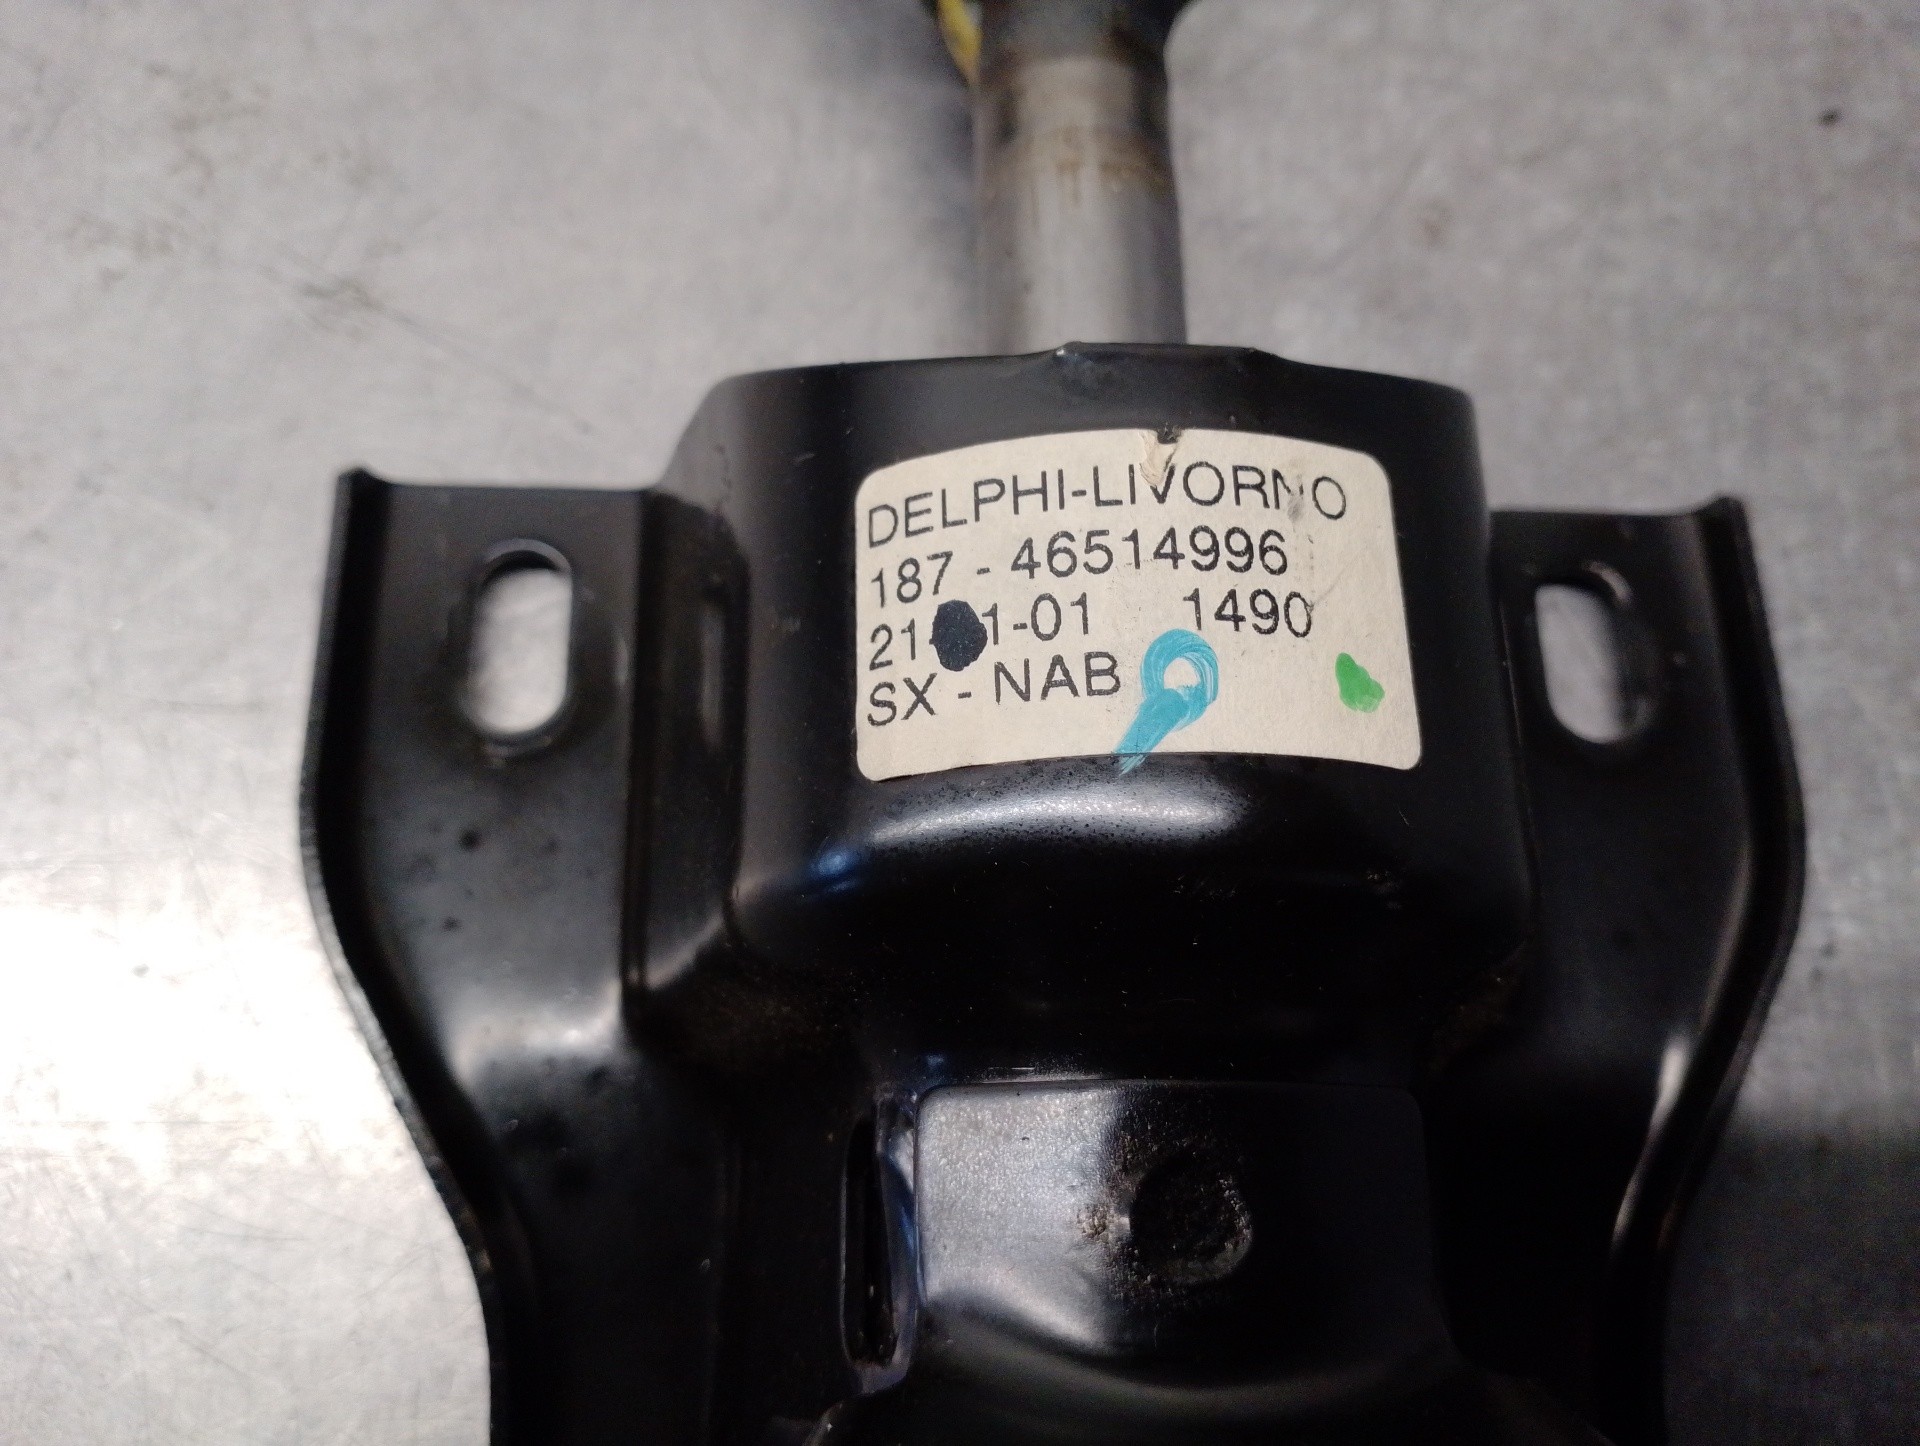 DELPHI-LIVORNO
187 - 46514996
1490
SX - NAB